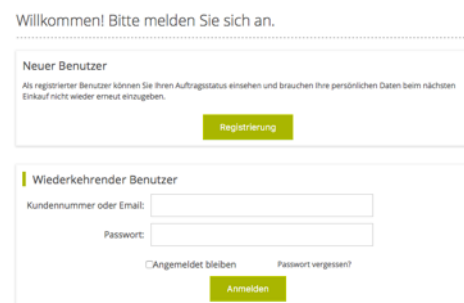 Willkommen! Bitte melden Sie sich an.
Neuer Benutzer
Als registrierter Benutzer können Sie Ihren Auftragsstatus einsehen und brauchen Ihre persönlichen Daten beim nächsten
Einkauf nicht wieder erneut einzugeben.
Registrierung
Wiederkehrender Benutzer
Kundennummer oder Email:
Passwort:
Angemeldet bleiben Passwort vergessen?
Anmelden